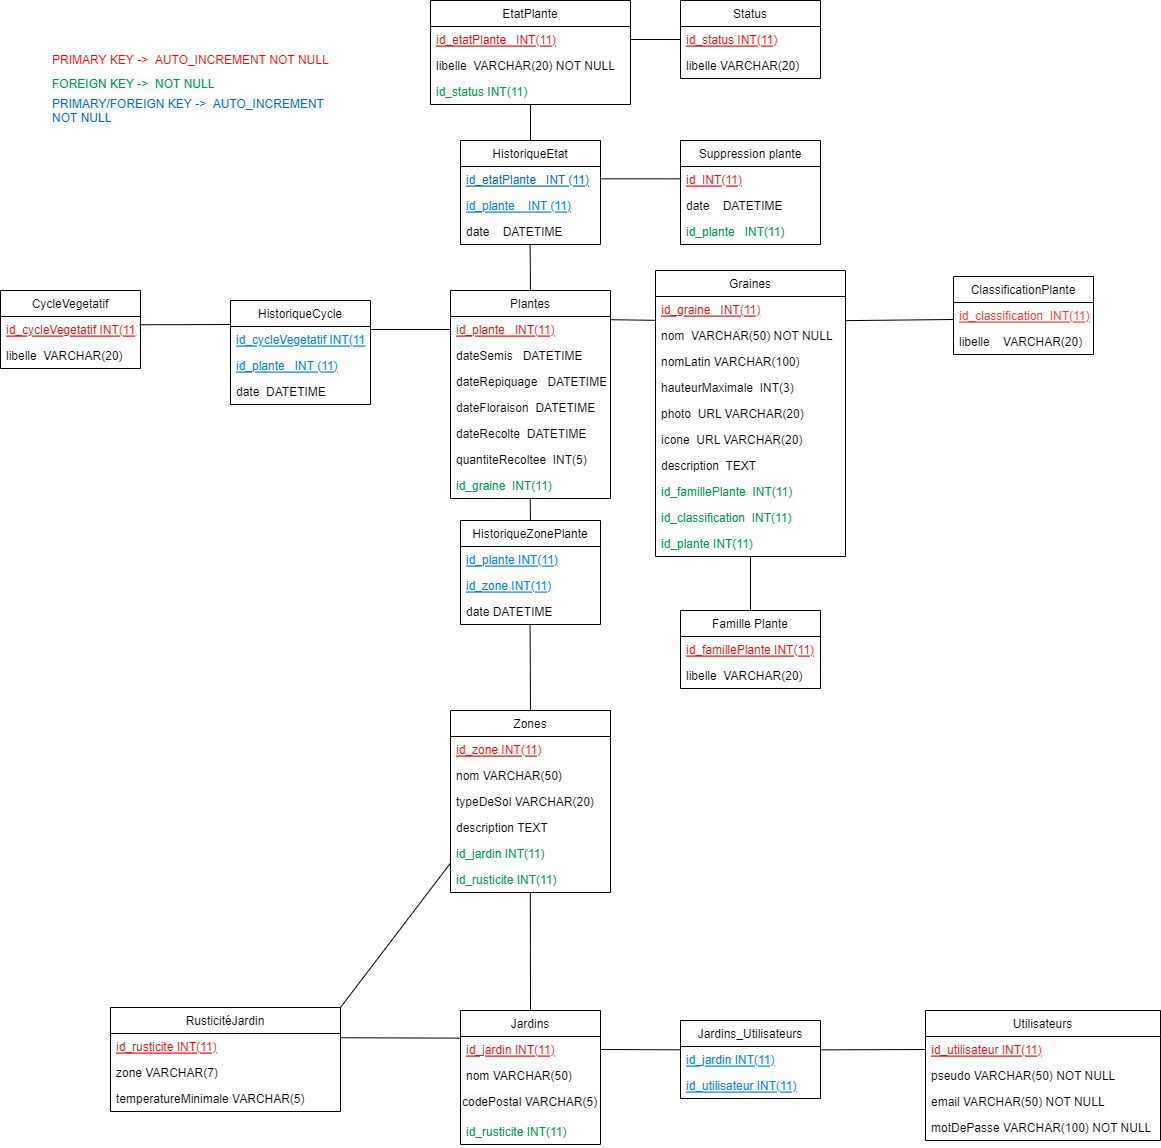 PRIMARY KEY -> AUTO_INCREMENT NOT NULL
FOREIGN KEY -> NOT NULL
PRIMARY/FOREIGN KEY -> AUTO_INCREMENT
NOT NULL
EtatPlante
id_etatPlante INT(11)
libelle VARCHAR(20) NOT NULL
id_status INT(11)
Status
id_status INT(11)
libelle VARCHAR(20)
HistoriqueEtat
id_etatPlante INT (11)
id_plante INT (11)
date DATETIME
Suppression plante
id INT(11)
date DATETIME
id_plante INT(11)
CycleVegetatif
id_cycleVegetatif INT(11
libelle VARCHAR(20)
HistoriqueCycle
id_cycleVegetatif INT(11
id_plante INT (11)
date DATETIME
Plantes
id_plante INT(11)
dateSemis DATETIME
dateRepiquage DATETIME
dateFloraison DATETIME
dateRecolte DATETIME
quantiteRecoltee INT(5)
id_graine INT(11)
Graines
id_graine INT(11)
nom VARCHAR(50) NOT NULL
nomLatin VARCHAR(100)
hauteurMaximale INT(3)
photo URL VARCHAR(20)
icone URL VARCHAR(20)
description TEXT
id_famillePlante INT(11)
id_classification INT(11)
id_plante INT(11)
ClassificationPlante
id_classification INT(11)
libelle VARCHAR(20)
HistoriqueZonePlante
id_plante INT(11)
id_zone INT(11)
date DATETIME
Famille Plante
id_famillePlante INT(11)
libelle VARCHAR(20)
Zones
id_zone INT(11)
nom VARCHAR(50)
typeDeSol VARCHAR(20)
description TEXT
id_jardin INT(11)
id_rusticite INT(11)
RusticitéJardin
id_rusticite INT(11)
zone VARCHAR(7)
temperatureMinimale VARCHAR(5)
Jardins
id_jardin INT(11)
nom VARCHAR(50)
codePostal VARCHAR(5)
id_rusticite INT(11)
Jardins_Utilisateurs
id_jardin INT(11)
id_utilisateur INT(11)
Utilisateurs
id_utilisateur INT(11)
pseudo VARCHAR(50) NOT NULL
email VARCHAR(50) NOT NULL
motDePasse VARCHAR(100) NOT NULL